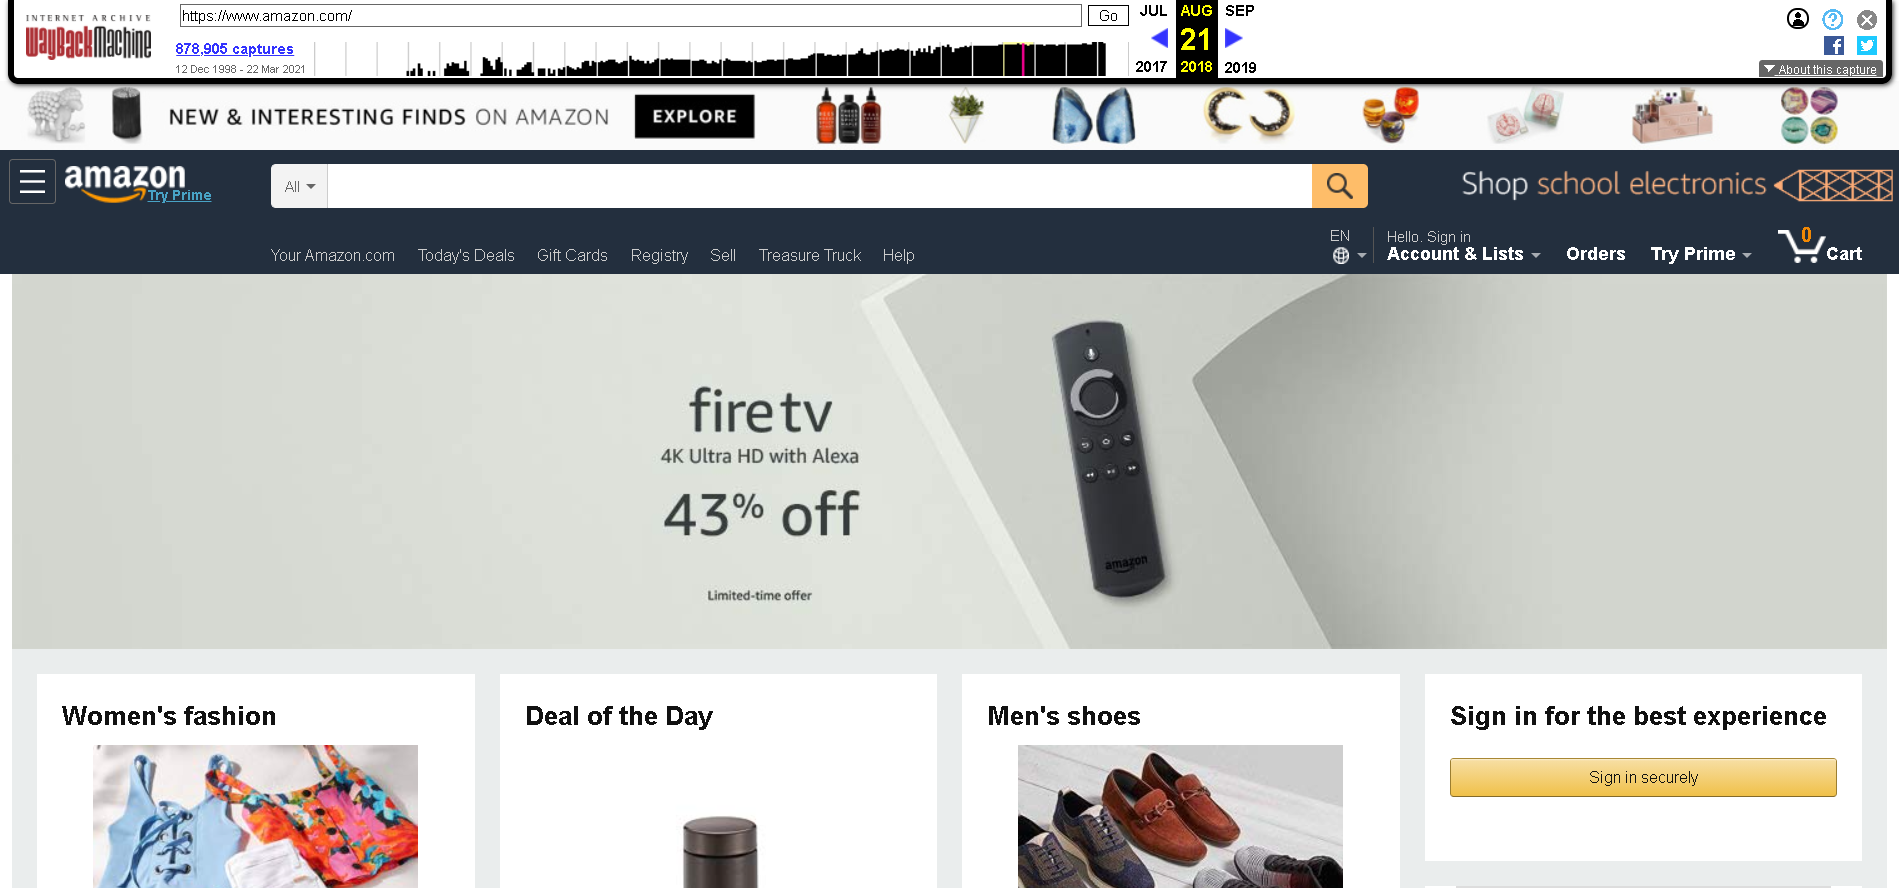 INTERNET ARCHIVE
WayBackMachine
https://www.amazon.com/
Go
JUL
AUG
SEP
878,905 captures
21
12 Dec 1998 - 22 Mar 2021
2017
2018
2019
About this capture
NEW & INTERESTING FINDS ON AMAZON
EXPLORE
amazon
Try Prime
All
Shop school electronics
Your Amazon.com
Today's Deals
Gift Cards
Registry
Sell
Treasure Truck
Help
EN
Hello. Sign in
Account & Lists
Orders
Try Prime
0
Cart
fire tv
4K Ultra HD with Alexa
43% off
Limited-time offer
amazon
Women's fashion
Deal of the Day
Men's shoes
Sign in for the best experience
Sign in securely